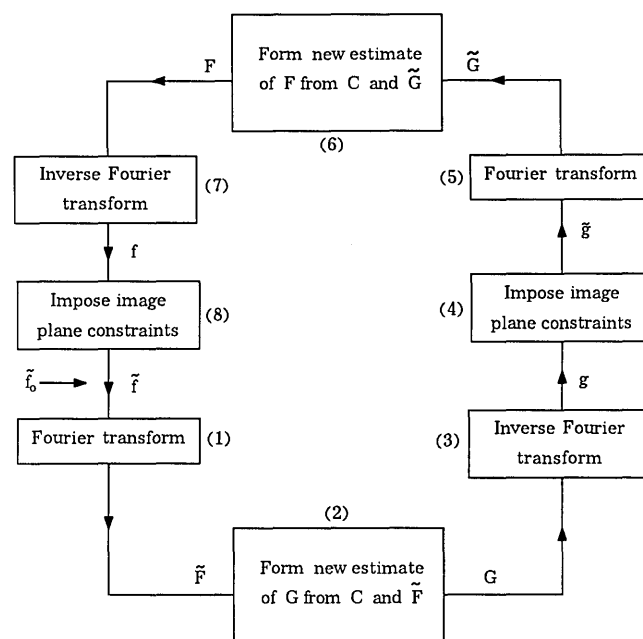 Form new estimate
of F from C and G̃
(6)
F
G̃
Inverse Fourier
transform
(7)
(5)
Fourier transform
f
g̃
Impose image
plane constraints
(8)
(4)
Impose image
plane constraints
f̃₀
f̃
g
Fourier transform
(1)
(3)
Inverse Fourier
transform
(2)
F̃
Form new estimate
of G from C and F̃
G